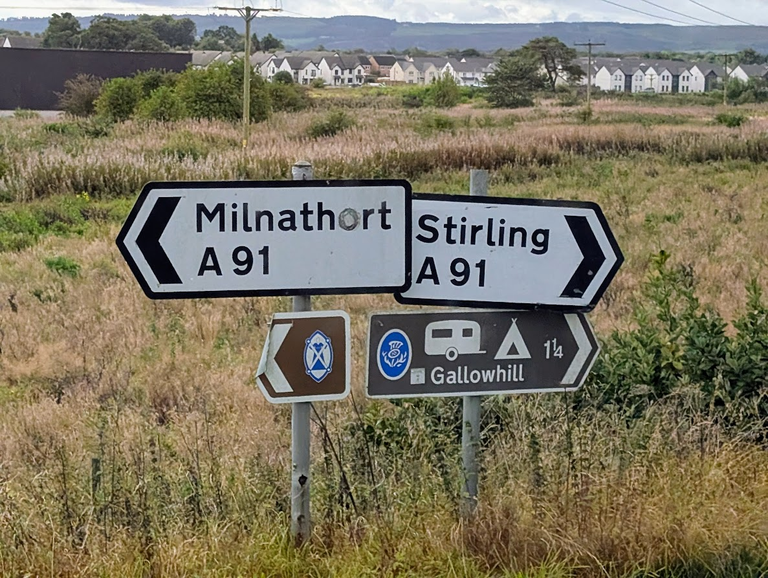 Milnathort
A 91
Stirling
A 91
1¼
Gallowhill